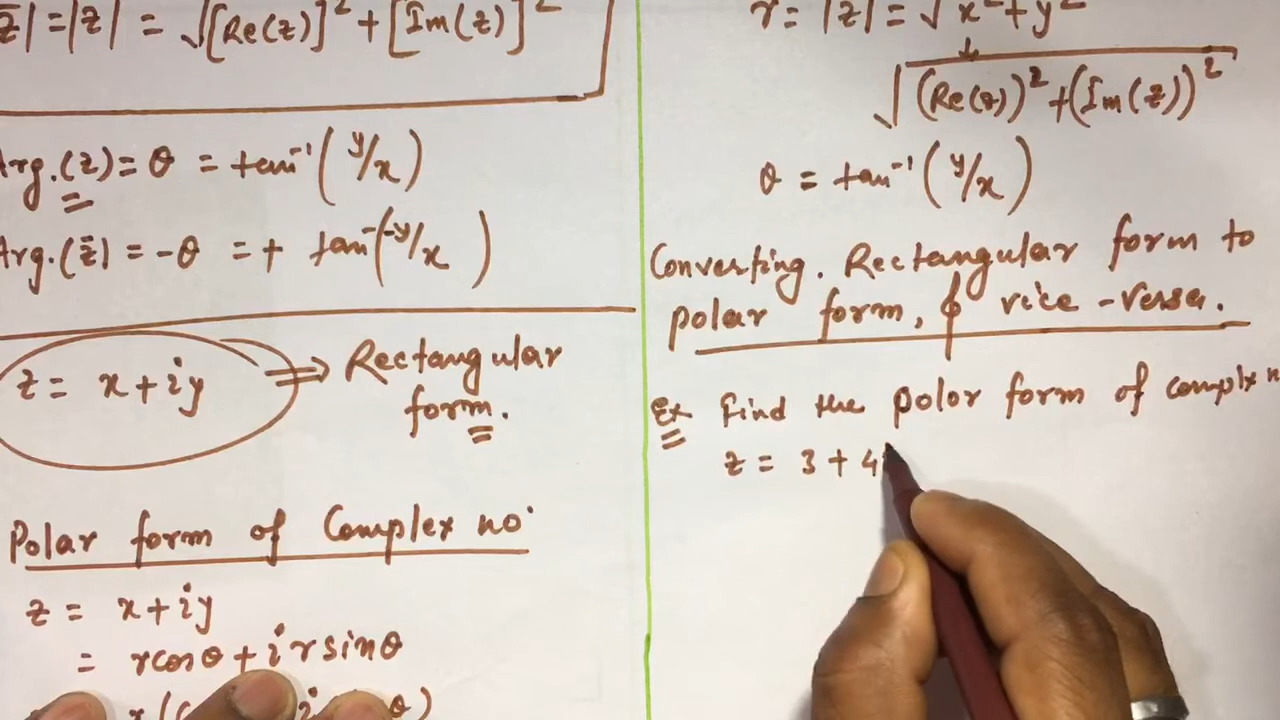 z̅| = |z| = √[Re(z)]² + [Im(z)]²
Arg.(z) = θ = tan⁻¹(y/x)
Arg.(z̅) = -θ = + tan⁻¹(-y/x)
z = x + iy ⇒ Rectangular
form.
Polar form of Complex no.
z = x + iy
= rcosθ + i rsinθ
r = |z| = √x² + y²
↓
√(Re(z))² + (Im(z))²
θ = tan⁻¹(y/x)
Converting. Rectangular form to
polar form, & vice-versa.
Ex Find the polar form of complex n
z = 3 + 4